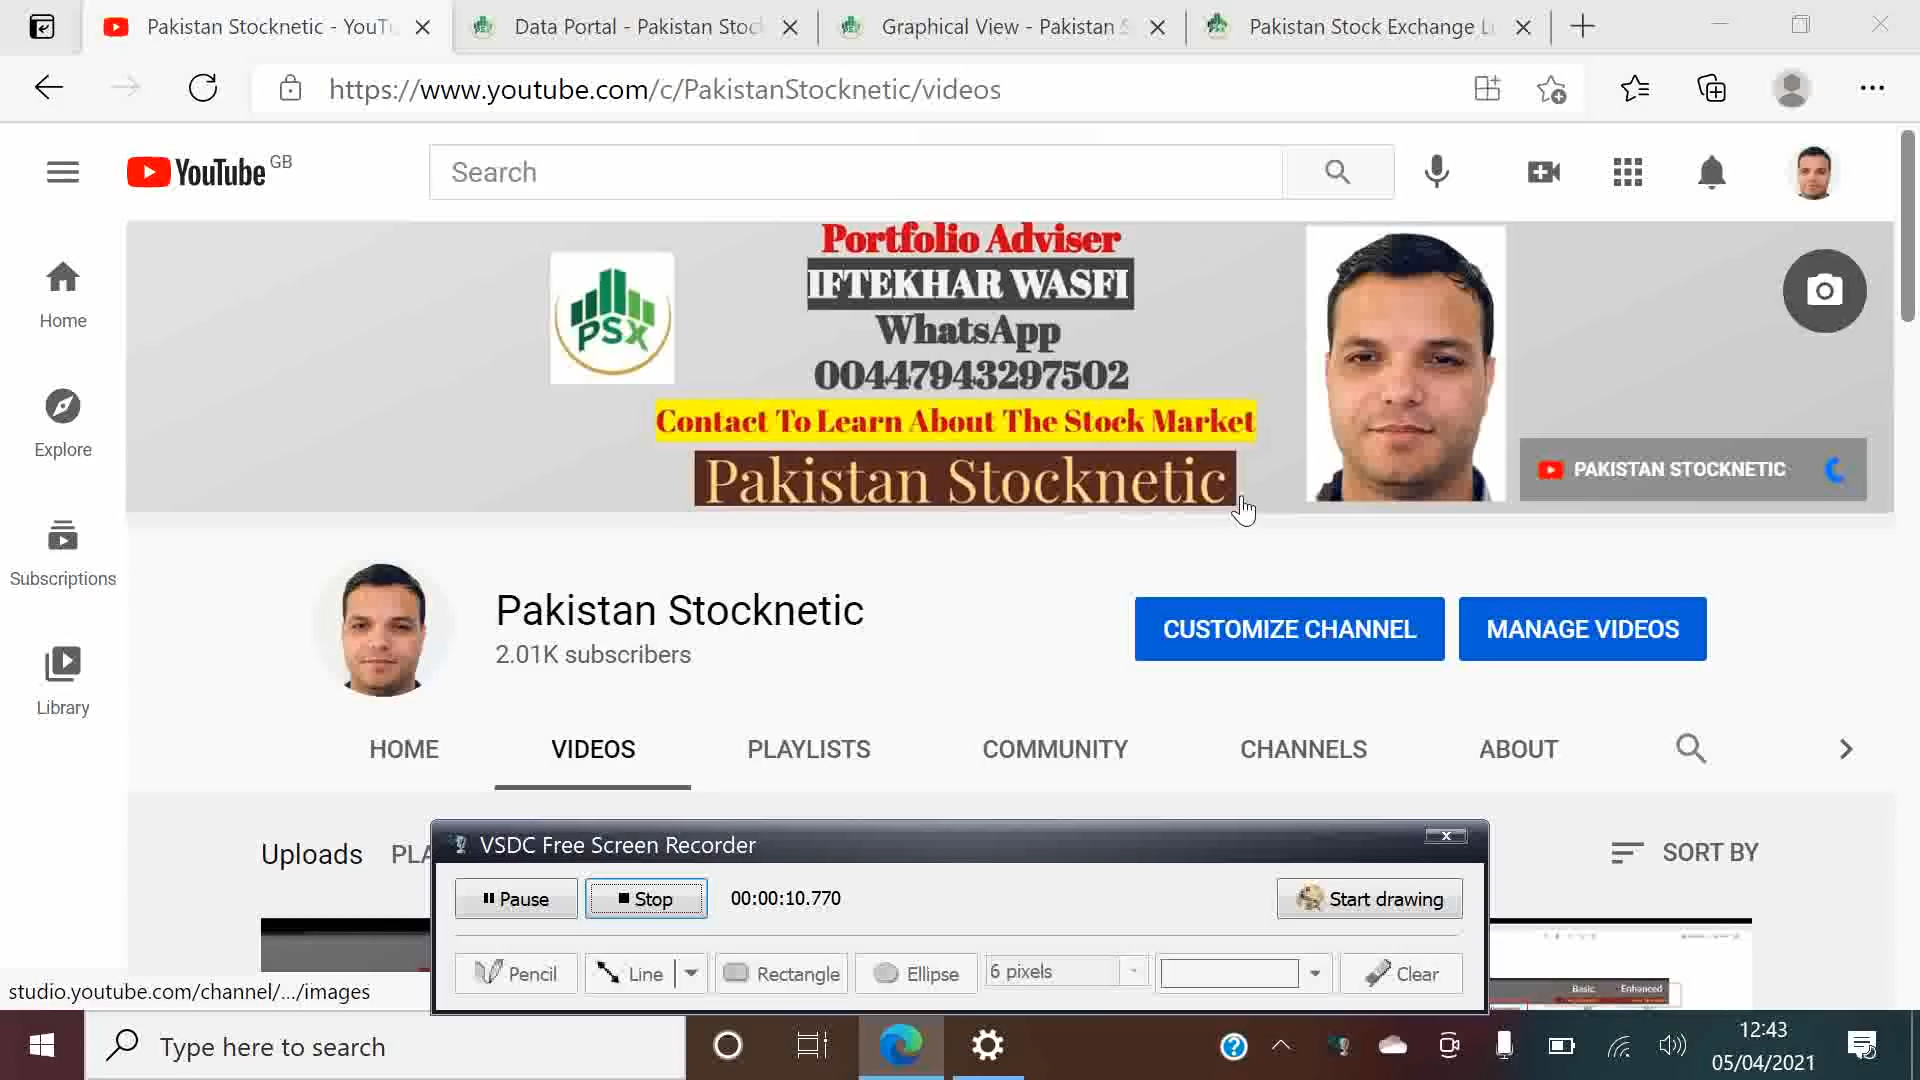 Pakistan Stocknetic - YouTu
Data Portal - Pakistan Stoc
Graphical View - Pakistan S
Pakistan Stock Exchange L
https://www.youtube.com/c/PakistanStocknetic/videos
YouTube GB
Search
Portfolio Adviser
IFTEKHAR WASFI
WhatsApp
00447943297502
Contact To Learn About The Stock Market
Pakistan Stocknetic
PSX
PAKISTAN STOCKNETIC
Home
Explore
Subscriptions
Library
Pakistan Stocknetic
2.01K subscribers
CUSTOMIZE CHANNEL
MANAGE VIDEOS
HOME
VIDEOS
PLAYLISTS
COMMUNITY
CHANNELS
ABOUT
Uploads
PLA
SORT BY
VSDC Free Screen Recorder
Pause
Stop
00:00:10.770
Start drawing
Pencil
Line
Rectangle
Ellipse
6 pixels
Clear
Basic
Enhanced
studio.youtube.com/channel/.../images
Type here to search
12:43
05/04/2021